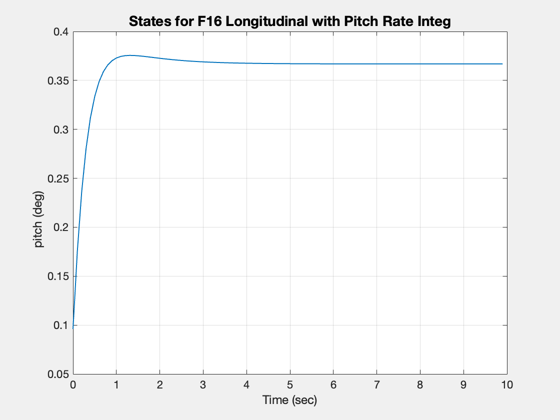 States for F16 Longitudinal with Pitch Rate Integ
0.4
0.35
0.3
0.25
0.2
0.15
0.1
0.05
pitch (deg)
0 1 2 3 4 5 6 7 8 9 10
Time (sec)